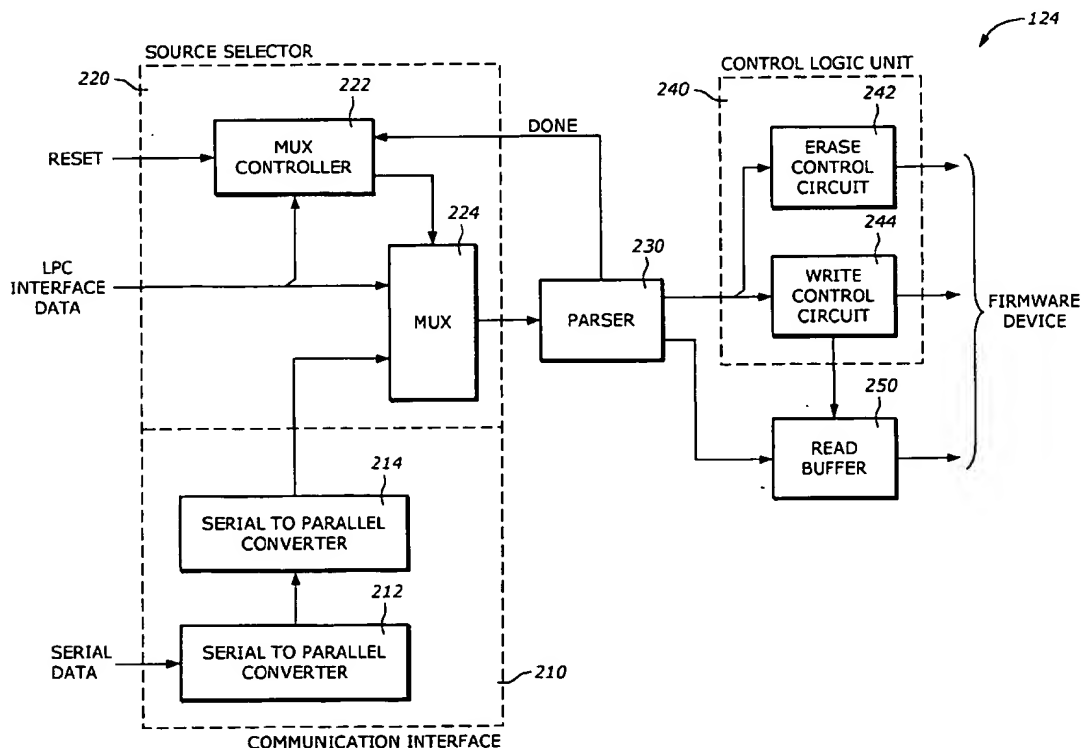 124
SOURCE SELECTOR
220
222
CONTROL LOGIC UNIT
240
242
RESET
MUX
CONTROLLER
DONE
ERASE
CONTROL
CIRCUIT
224
230
244
LPC
INTERFACE
DATA
MUX
PARSER
WRITE
CONTROL
CIRCUIT
FIRMWARE
DEVICE
250
READ
BUFFER
214
SERIAL TO PARALLEL
CONVERTER
212
SERIAL
DATA
SERIAL TO PARALLEL
CONVERTER
210
COMMUNICATION INTERFACE